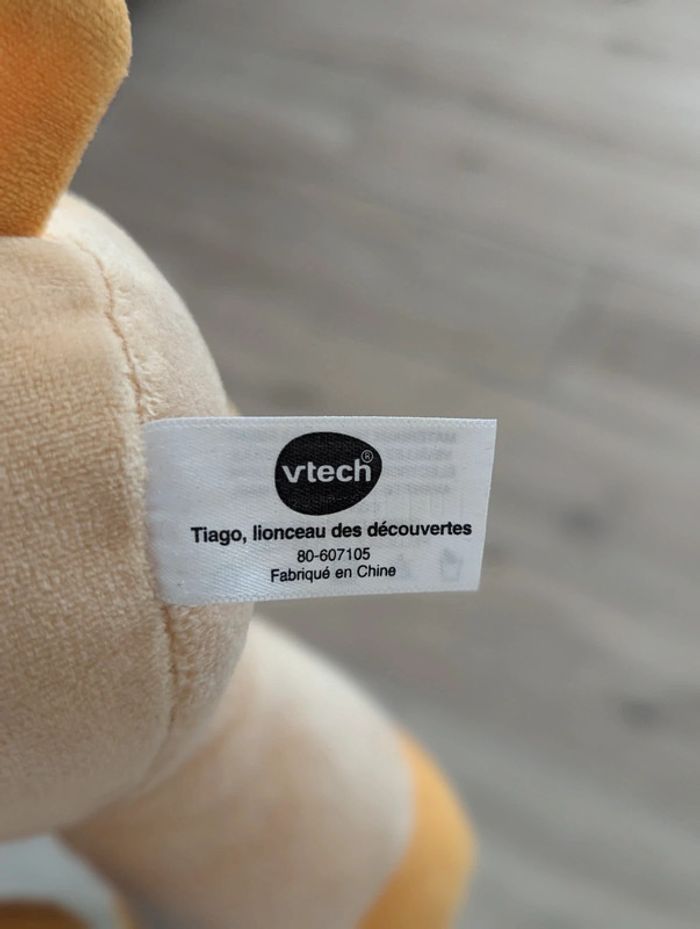 vtech®
Tiago, lionceau des découvertes
80-607105
Fabriqué en Chine